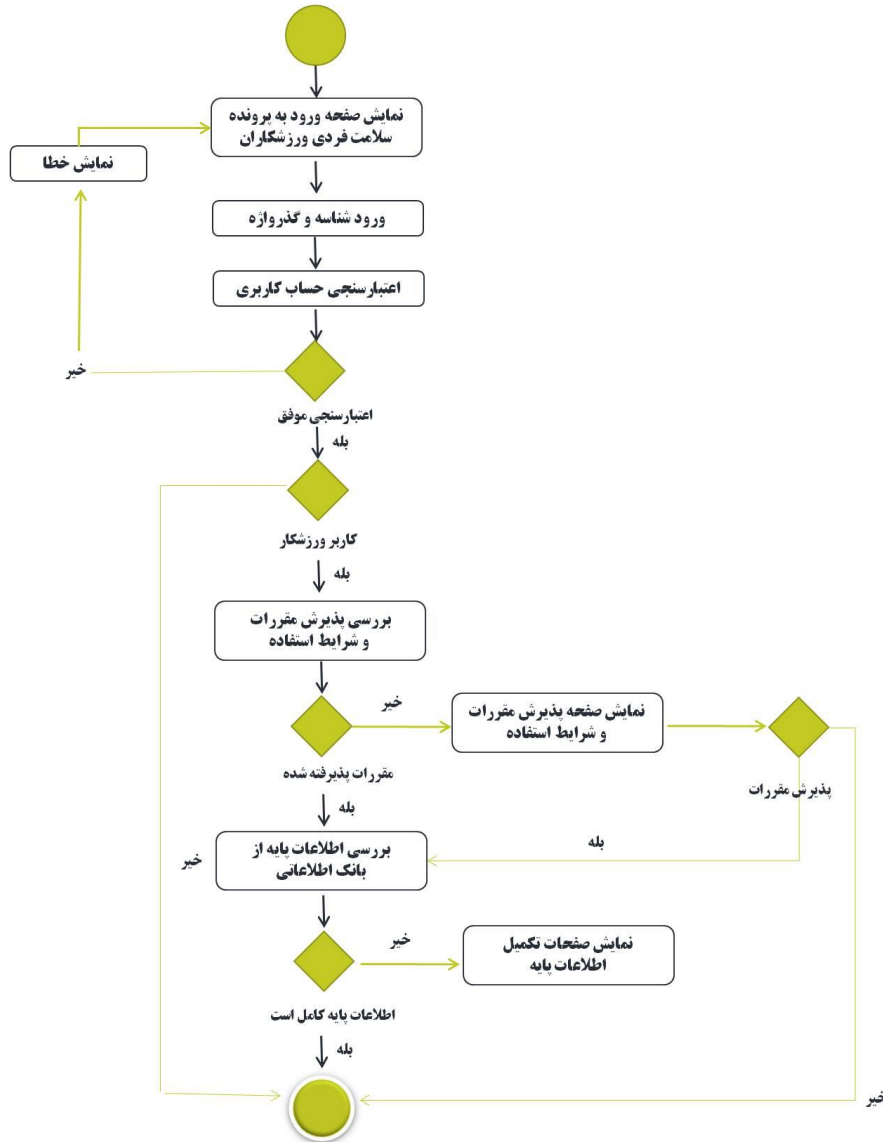 نمایش صفحه ورود به پرونده
سلامت فردی ورزشکاران
نمایش خطا
ورود شناسه و گذرواژه
اعتبارسنجی حساب کاربری
خیر
اعتبارسنجی موفق
بله
کاربر ورزشکار
بله
بررسی پذیرش مقررات
و شرایط استفاده
خیر
نمایش صفحه پذیرش مقررات
و شرایط استفاده
مقررات پذیرفته شده
پذیرش مقررات
بله
بله
خیر
بررسی اطلاعات پایه از
بانک اطلاعاتی
خیر
نمایش صفحات تکمیل
اطلاعات پایه
اطلاعات پایه کامل است
بله
خیر